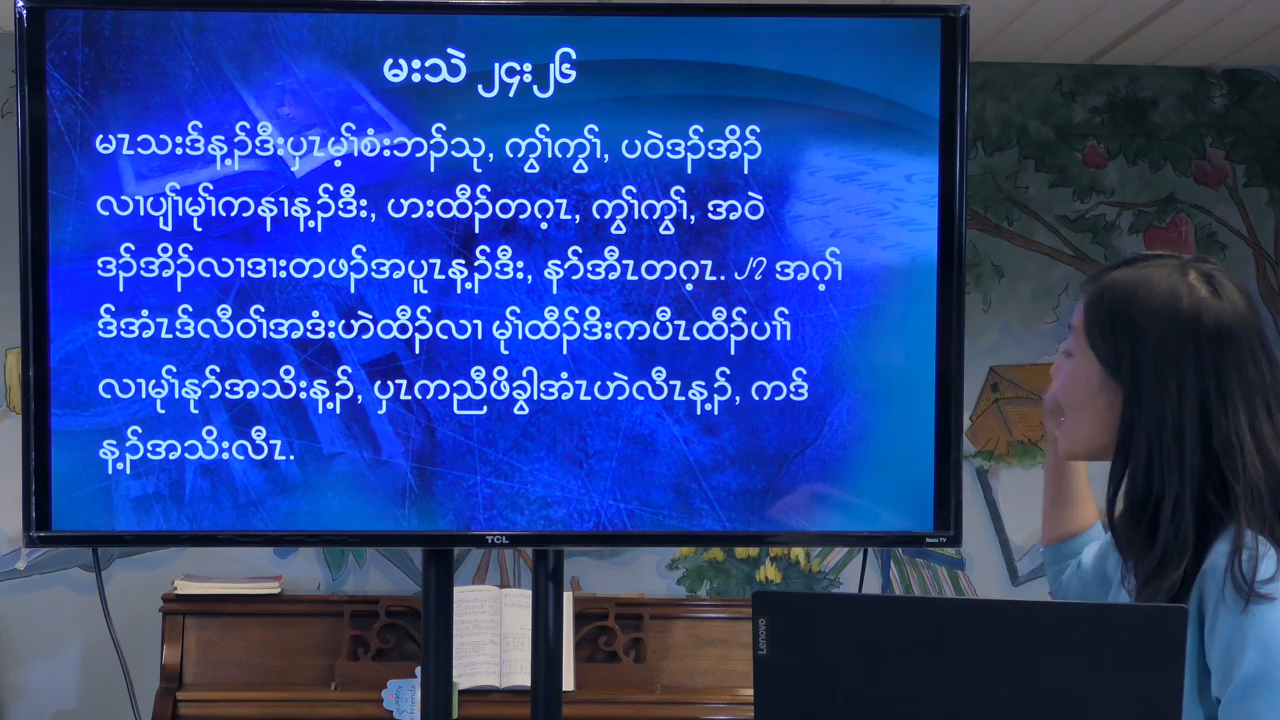 မးသဲ ၂၄း၂၆
မၤသးဒ်န့ၣ်ဒီးပှၤမ့ၢ်စံးဘၣ်သု, ကွၢ်ကွၢ်, ပဝဲဒၣ်အိၣ်
လၢပျၢ်မုၢ်ကနၢန့ၣ်ဒီး, ဟးထီၣ်တဂ့ၤ, ကွၢ်ကွၢ်, အဝဲ
ဒၣ်အိၣ်လၢဒၢးတဖၣ်အပူၤန့ၣ်ဒီး, နာ်အီၤတဂ့ၤ. ၂၇ အဂ့ၢ်
ဒ်အံၤဒ်လီဝၢ်အဒံးဟဲထီၣ်လၢ မုၢ်ထီၣ်ဒိးကပီၤထီၣ်ပၢၢ်
လၢမုၢ်နုာ်အသိးန့ၣ်, ပှၤကညီဖိခွါအံၤဟဲလီၤန့ၣ်, ကဒ်
န့ၣ်အသိးလီၤ.
TCL
Roku TV
Lenovo